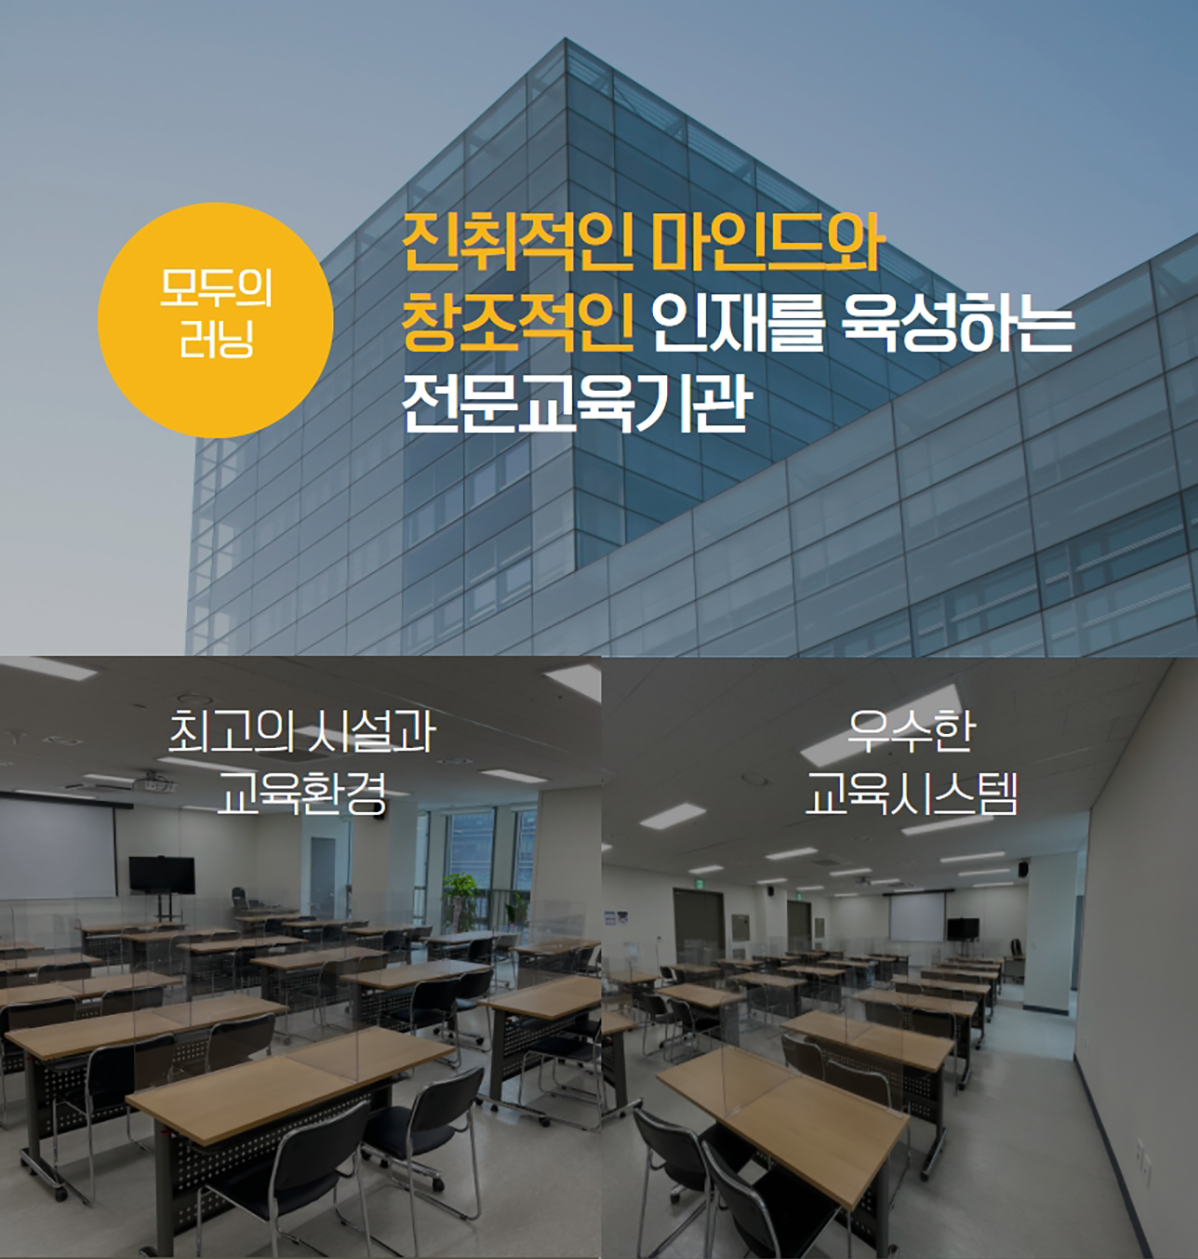 모두의
러닝
진취적인 마인드와
창조적인 인재를 육성하는
전문교육기관
최고의 시설과
교육환경
우수한
교육시스템